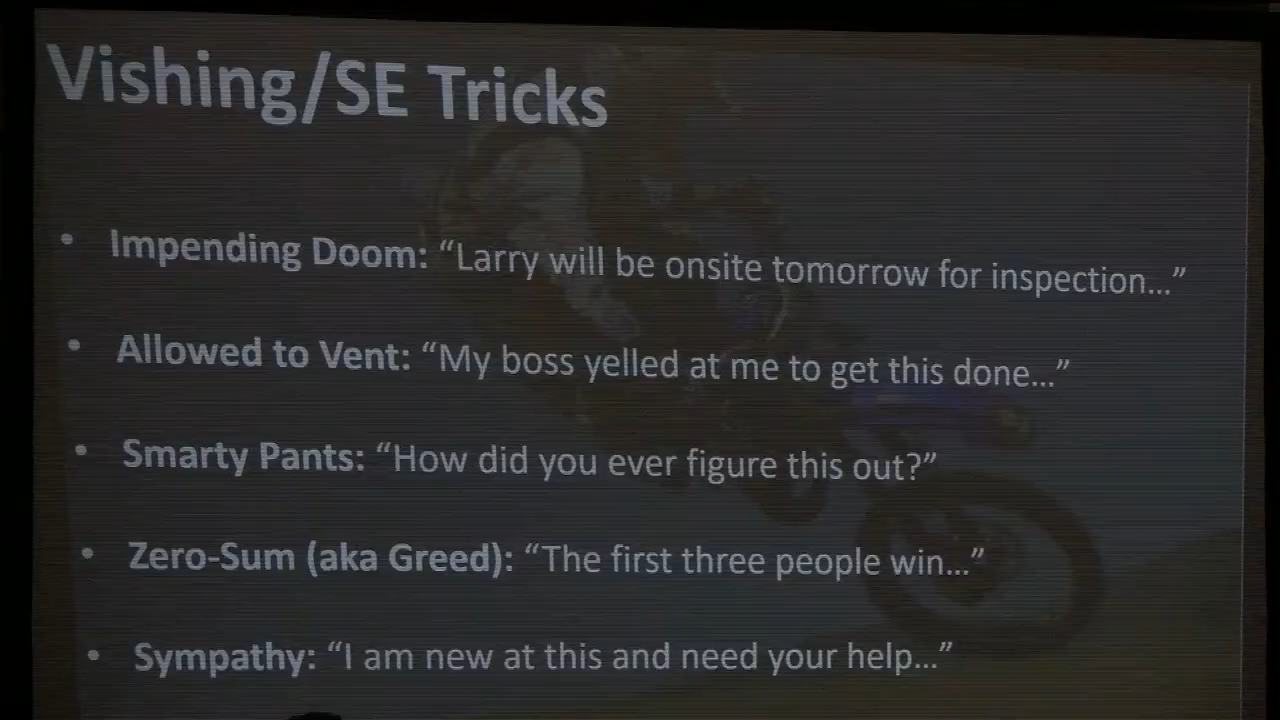 Vishing/SE Tricks
• Impending Doom: “Larry will be onsite tomorrow for inspection…”
• Allowed to Vent: “My boss yelled at me to get this done…”
• Smarty Pants: “How did you ever figure this out?”
• Zero-Sum (aka Greed): “The first three people win…”
• Sympathy: “I am new at this and need your help…”